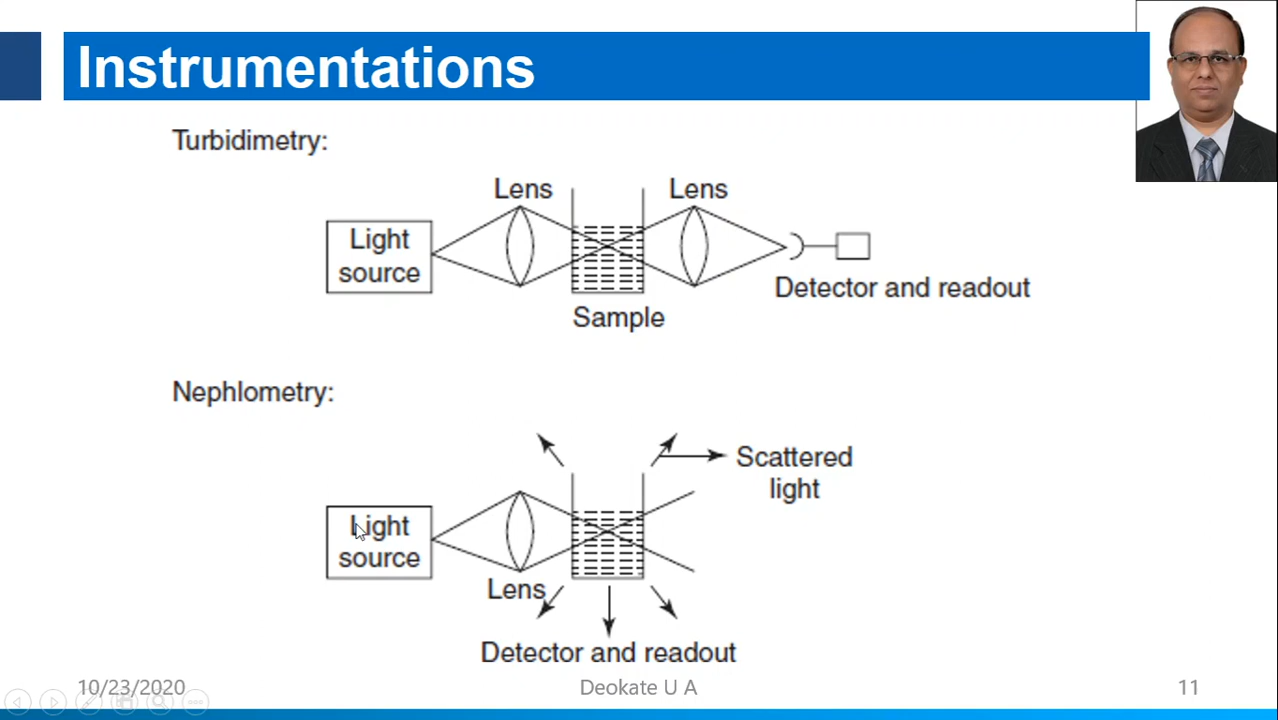 Instrumentations
Turbidimetry:
Lens
Lens
Light
source
Detector and readout
Sample
Nephlometry:
Scattered
light
Light
source
Lens
Detector and readout
10/23/2020
Deokate U A
11